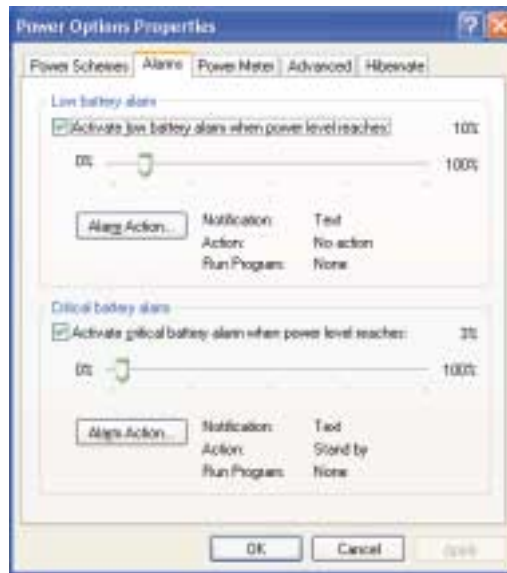 Power Options Properties
Power Schemes Alarms Power Meter Advanced Hibernate
Low battery alarm
Activate low battery alarm when power level reaches: 10%
0% 100%
Alarm Action... Notification: Text
Action: No action
Run Program: None
Critical battery alarm
Activate critical battery alarm when power level reaches: 3%
0% 100%
Alarm Action... Notification: Text
Action: Stand by
Run Program: None
OK Cancel Apply